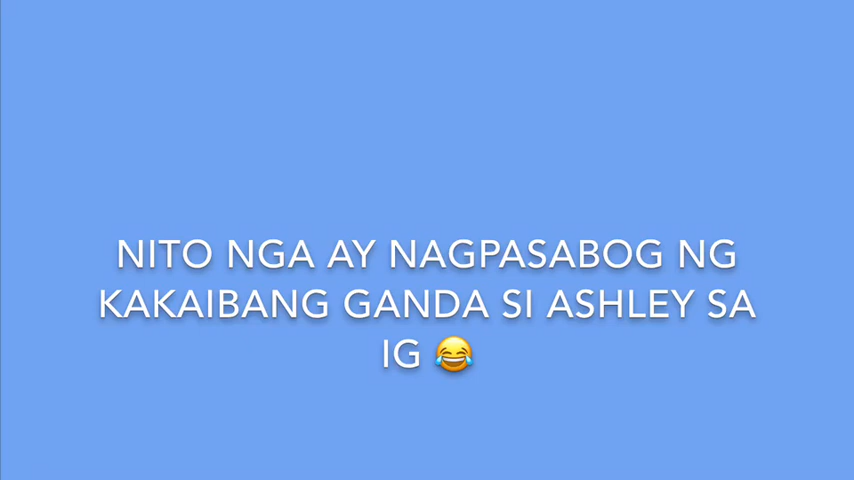 NITO NGA AY NAGPASABOG NG
KAKAIBANG GANDA SI ASHLEY SA
IG 😂